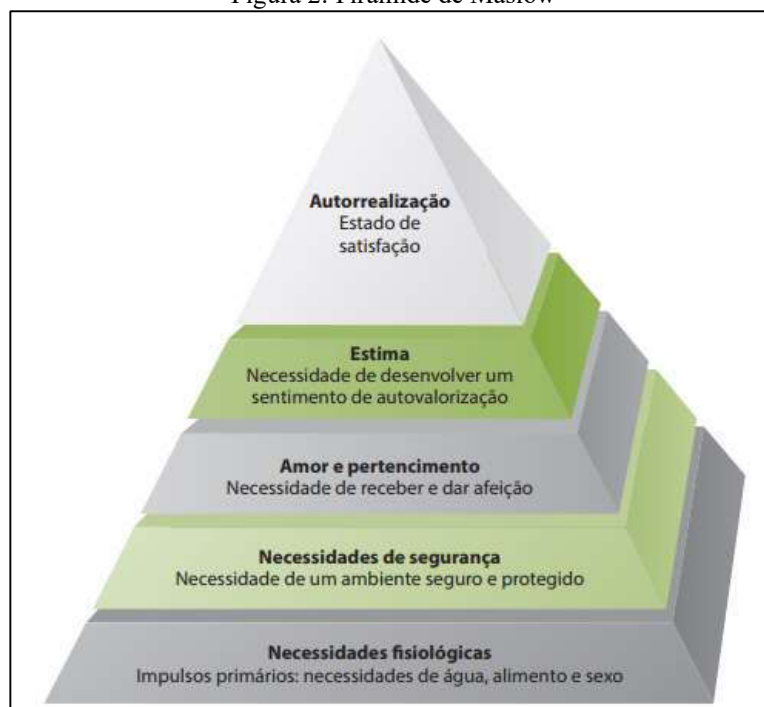 Figura 2: Pirâmide de Maslow
Autorrealização
Estado de
satisfação
Estima
Necessidade de desenvolver um
sentimento de autovalorização
Amor e pertencimento
Necessidade de receber e dar afeição
Necessidades de segurança
Necessidade de um ambiente seguro e protegido
Necessidades fisiológicas
Impulsos primários: necessidades de água, alimento e sexo